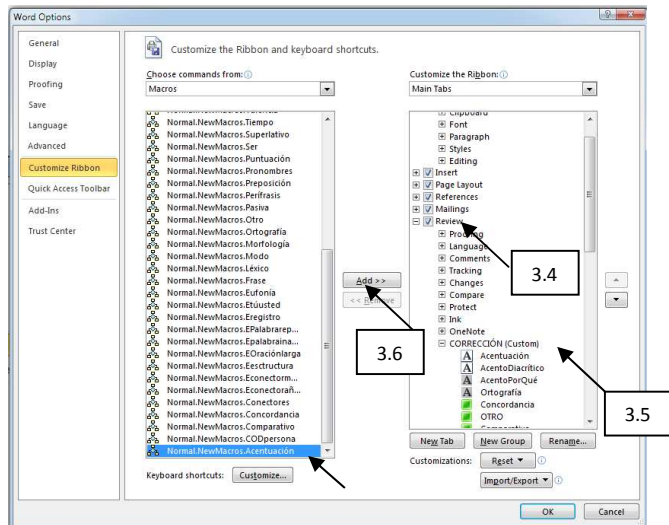 Word Options
General
Display
Proofing
Save
Language
Advanced
Customize Ribbon
Quick Access Toolbar
Add-Ins
Trust Center
Customize the Ribbon and keyboard shortcuts.
Choose commands from:
Macros
Normal.NewMacros.Tiempo
Normal.NewMacros.Superlativo
Normal.NewMacros.Ser
Normal.NewMacros.Puntuación
Normal.NewMacros.Pronombres
Normal.NewMacros.Preposición
Normal.NewMacros.Perífrasis
Normal.NewMacros.Pasiva
Normal.NewMacros.Otro
Normal.NewMacros.Ortografía
Normal.NewMacros.Morfología
Normal.NewMacros.Modo
Normal.NewMacros.Léxico
Normal.NewMacros.Frase
Normal.NewMacros.Eufonía
Normal.NewMacros.Etúusted
Normal.NewMacros.Eregistro
Normal.NewMacros.EPalabrarep...
Normal.NewMacros.Epalabraina...
Normal.NewMacros.EOraciónlarga
Normal.NewMacros.Eestructura
Normal.NewMacros.Econectorm...
Normal.NewMacros.Econectorañ...
Normal.NewMacros.Conectores
Normal.NewMacros.Concordancia
Normal.NewMacros.Comparativo
Normal.NewMacros.CODpersona
Normal.NewMacros.Acentuación
Keyboard shortcuts: Customize...
Add >>
<< Remove
3.6
Customize the Ribbon:
Main Tabs
Clipboard
Font
Paragraph
Styles
Editing
Insert
Page Layout
References
Mailings
Review
Proofing
Language
Comments
Tracking
Changes
Compare
Protect
Ink
OneNote
CORRECCIÓN (Custom)
Acentuación
AcentoDiacrítico
AcentoPorQué
Ortografía
Concordancia
OTRO
Comparativo
3.4
3.5
New Tab New Group Rename...
Customizations: Reset
Import/Export
OK Cancel